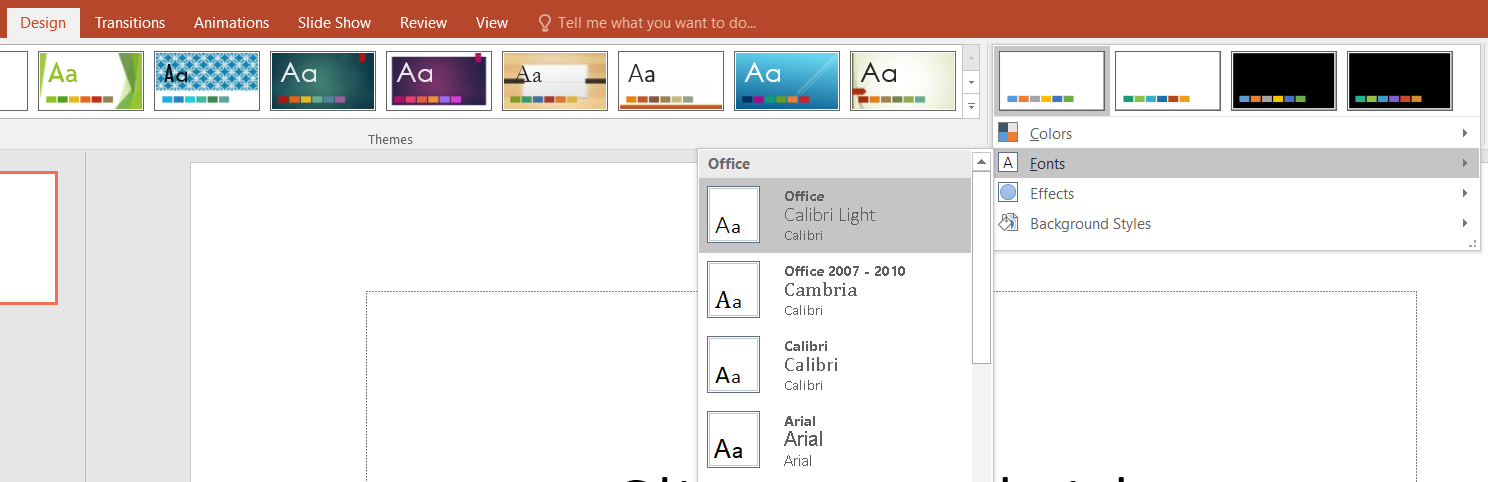 Design Transitions Animations Slide Show Review View Tell me what you want to do...
Aa Aa Aa Aa Aa Aa Aa Aa
Themes
Colors
Fonts
Effects
Background Styles
Office
Office
Calibri Light
Calibri
Aa
Office 2007 - 2010
Cambria
Calibri
Aa
Calibri
Calibri
Calibri
Aa
Arial
Arial
Arial
Aa